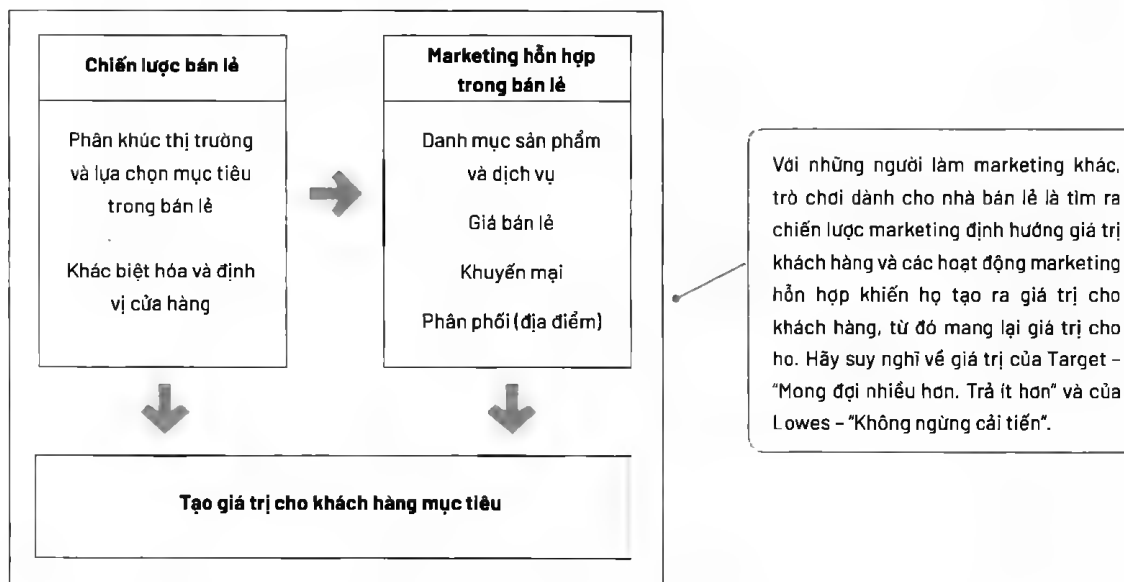 Chiến lược bán lẻ
Phân khúc thị trường
và lựa chọn mục tiêu
trong bán lẻ
Khác biệt hóa và định
vị cửa hàng
Marketing hỗn hợp
trong bán lẻ
Danh mục sản phẩm
và dịch vụ
Giá bán lẻ
Khuyến mại
Phân phối (địa điểm)
Tạo giá trị cho khách hàng mục tiêu
Với những người làm marketing khác,
trò chơi dành cho nhà bán lẻ là tìm ra
chiến lược marketing định hướng giá trị
khách hàng và các hoạt động marketing
hỗn hợp khiến họ tạo ra giá trị cho
khách hàng, từ đó mang lại giá trị cho
họ. Hãy suy nghĩ về giá trị của Target –
"Mong đợi nhiều hơn. Trả ít hơn" và của
Lowes – "Không ngừng cải tiến".